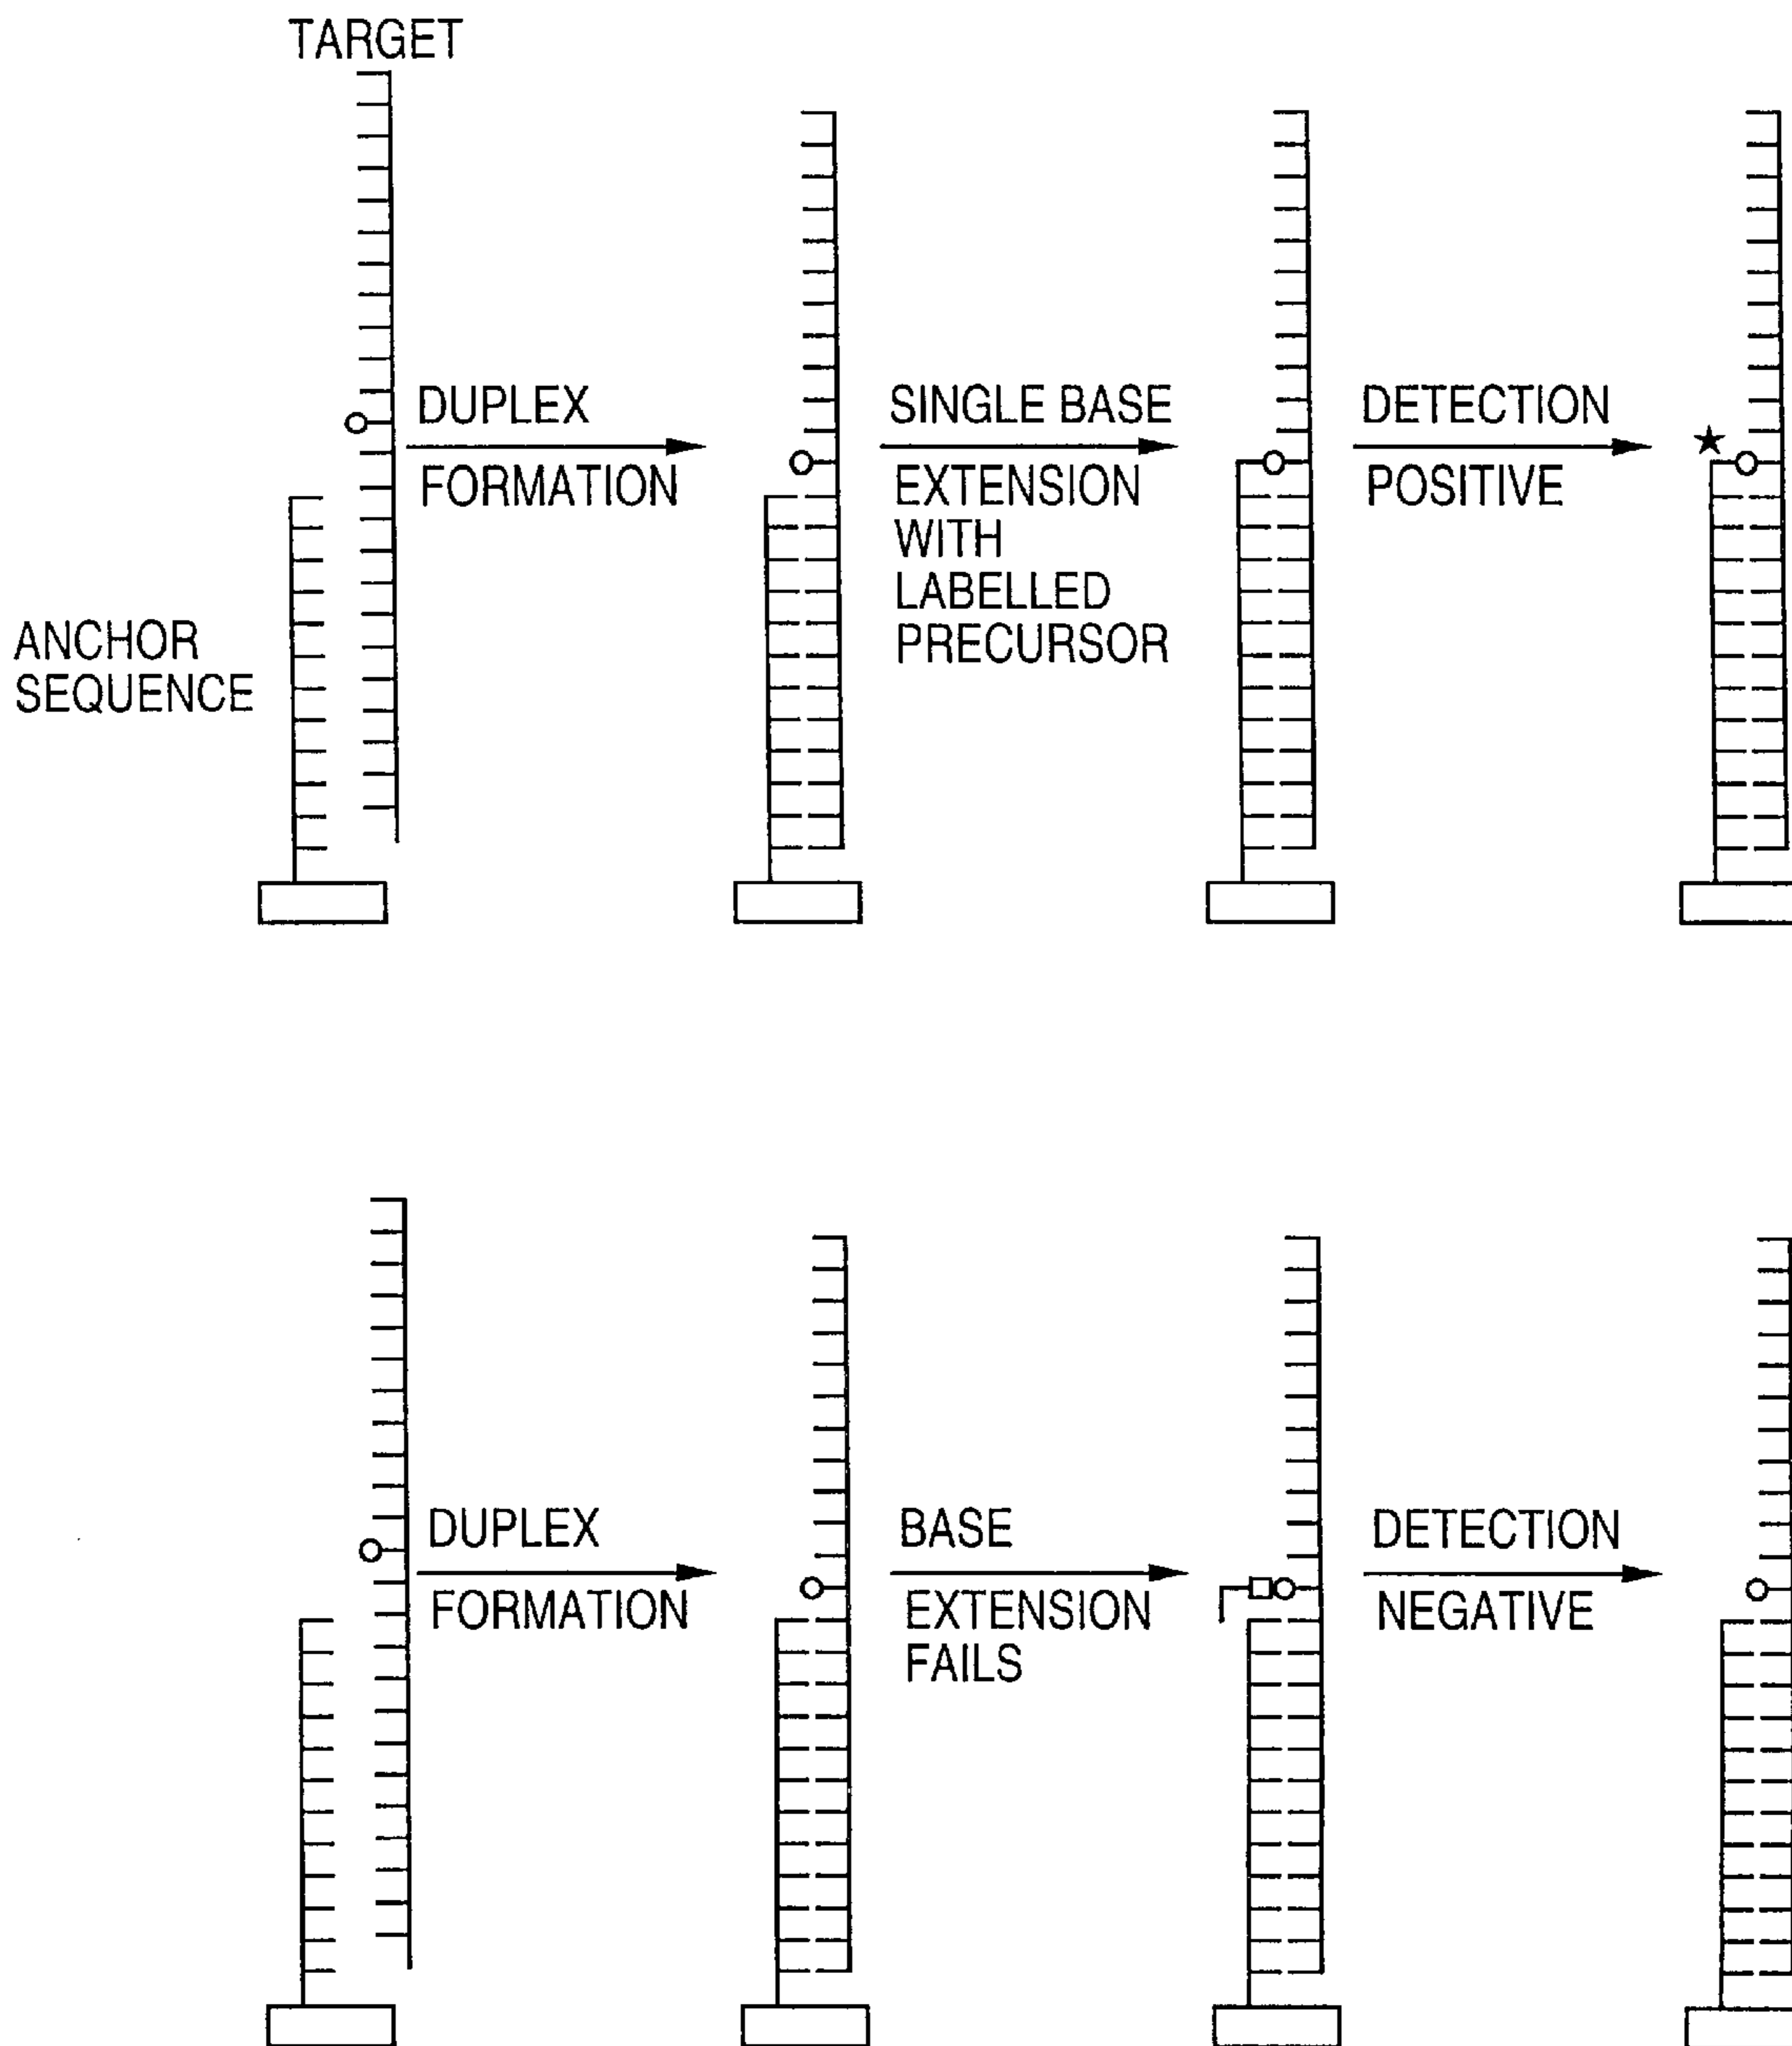 TARGET
DUPLEX
FORMATION
SINGLE BASE
EXTENSION
WITH
LABELLED
PRECURSOR
DETECTION
POSITIVE
ANCHOR
SEQUENCE
DUPLEX
FORMATION
BASE
EXTENSION
FAILS
DETECTION
NEGATIVE